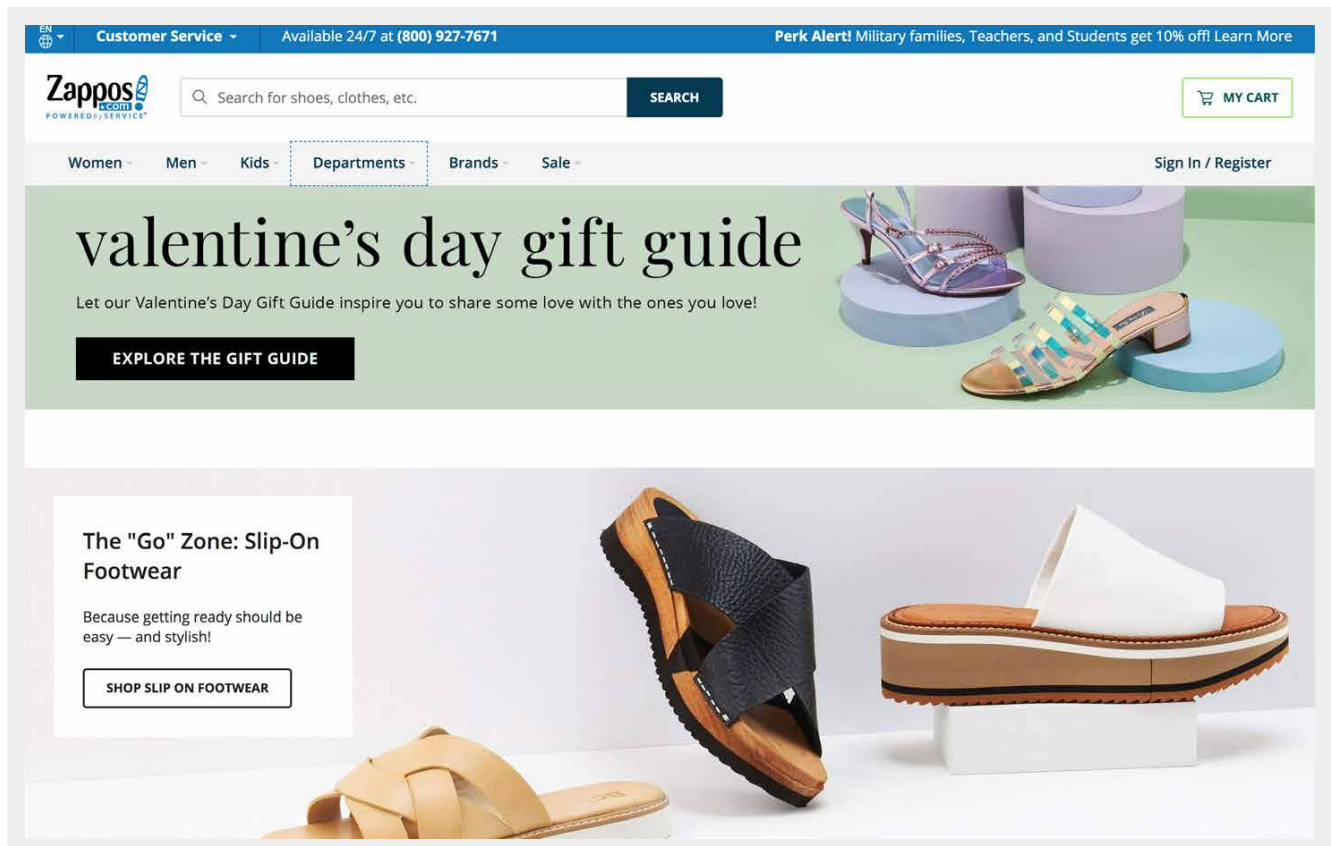 EN
Customer Service
Available 24/7 at (800) 927-7671
Perk Alert! Military families, Teachers, and Students get 10% off! Learn More
Zappos
.com
POWERED by SERVICE®
Search for shoes, clothes, etc.
SEARCH
MY CART
Women
Men
Kids
Departments
Brands
Sale
Sign In / Register
valentine's day gift guide
Let our Valentine's Day Gift Guide inspire you to share some love with the ones you love!
EXPLORE THE GIFT GUIDE
The "Go" Zone: Slip-On
Footwear
Because getting ready should be
easy — and stylish!
SHOP SLIP ON FOOTWEAR